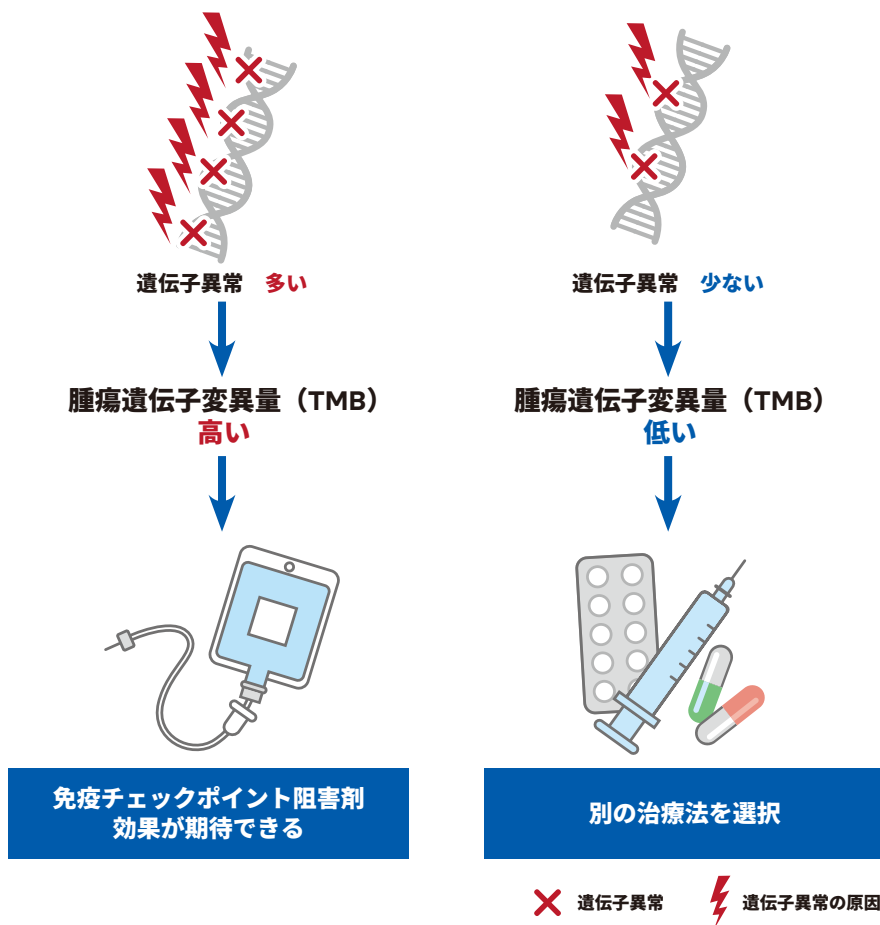 遺伝子異常 多い
腫瘍遺伝子変異量（TMB）
高い
免疫チェックポイント阻害剤
効果が期待できる
遺伝子異常 少ない
腫瘍遺伝子変異量（TMB）
低い
別の治療法を選択
遺伝子異常
遺伝子異常の原因